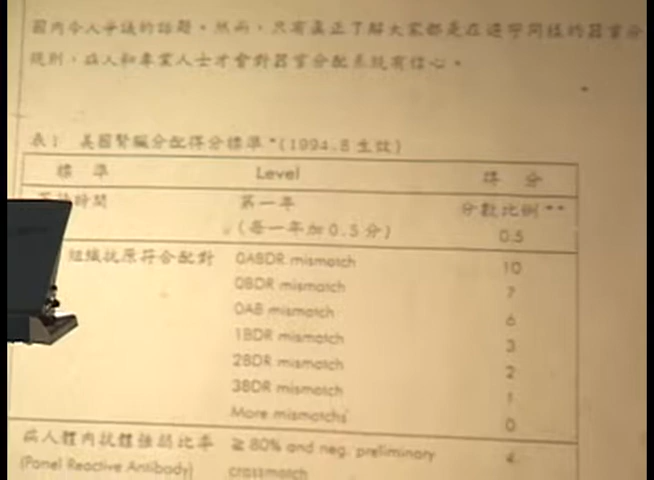 國內令人爭議的話題。然而，只有真正了解大家都是在遵守同樣的器官分
規則，病人和專業人士才會對器官分配系統有信心。
表1 美國腎臟分配得分標準*(1994.8生效)
標 準 Level 得 分
時間 第一年 分數比例**
(每一年加0.5分) 0.5
組織抗原符合配對 0ABDR mismatch 10
0BDR mismatch 7
0AB mismatch 6
1BDR mismatch 3
2BDR mismatch 2
3BDR mismatch 1
More mismatchs 0
病人體內抗體強弱比率 ≧80% and neg. preliminary 4
(Panel Reactive Antibody) crossmatch